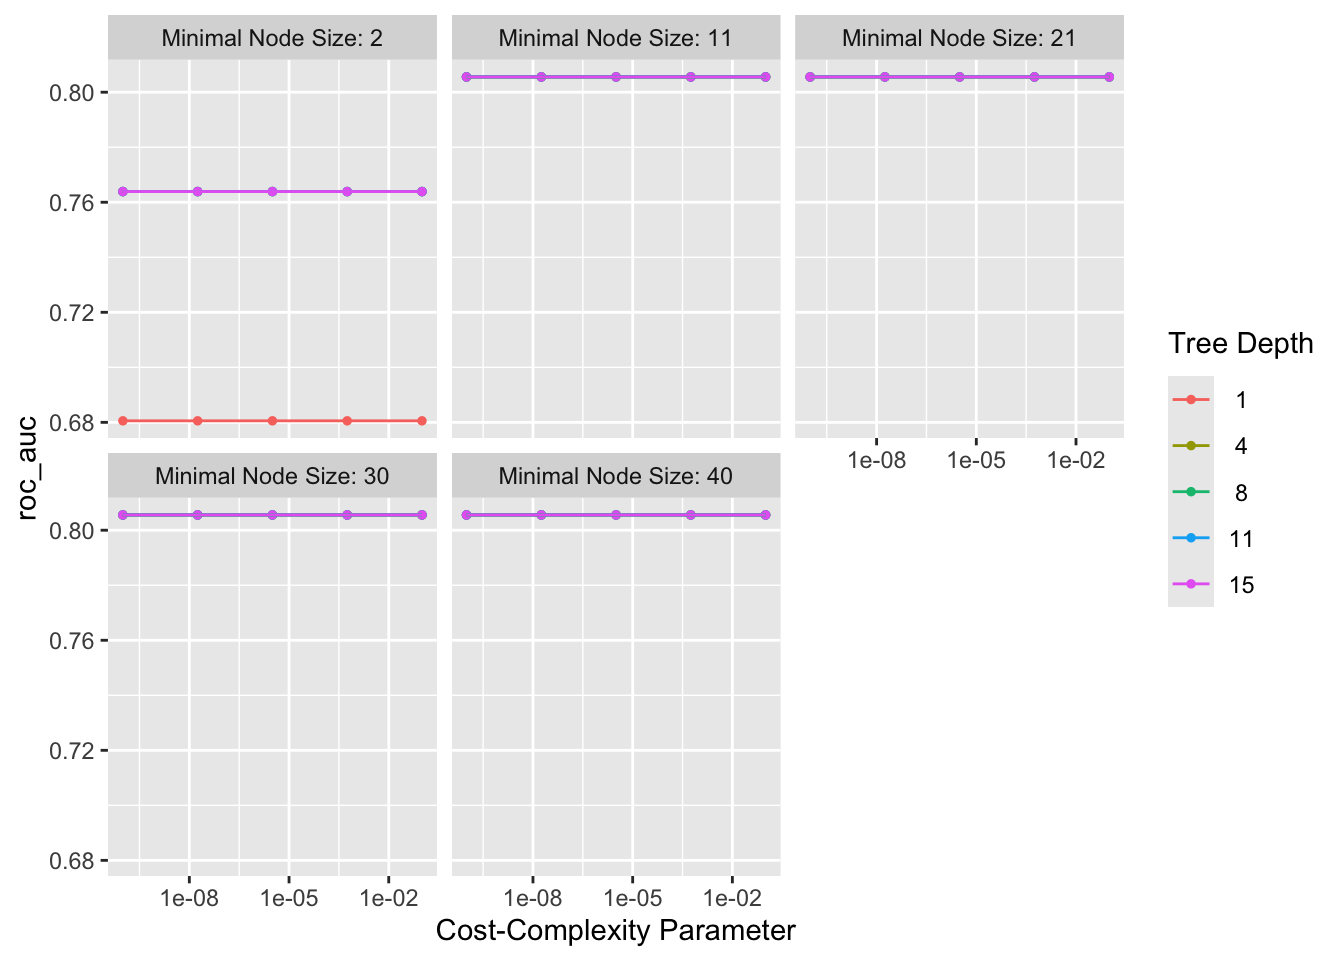 Minimal Node Size: 2
Minimal Node Size: 11
Minimal Node Size: 21
0.80
0.76
0.72
0.68
1e-08 1e-05 1e-02
Minimal Node Size: 30
Minimal Node Size: 40
0.80
0.76
0.72
0.68
1e-08 1e-05 1e-02
1e-08 1e-05 1e-02
roc_auc
Cost-Complexity Parameter
Tree Depth
1
4
8
11
15